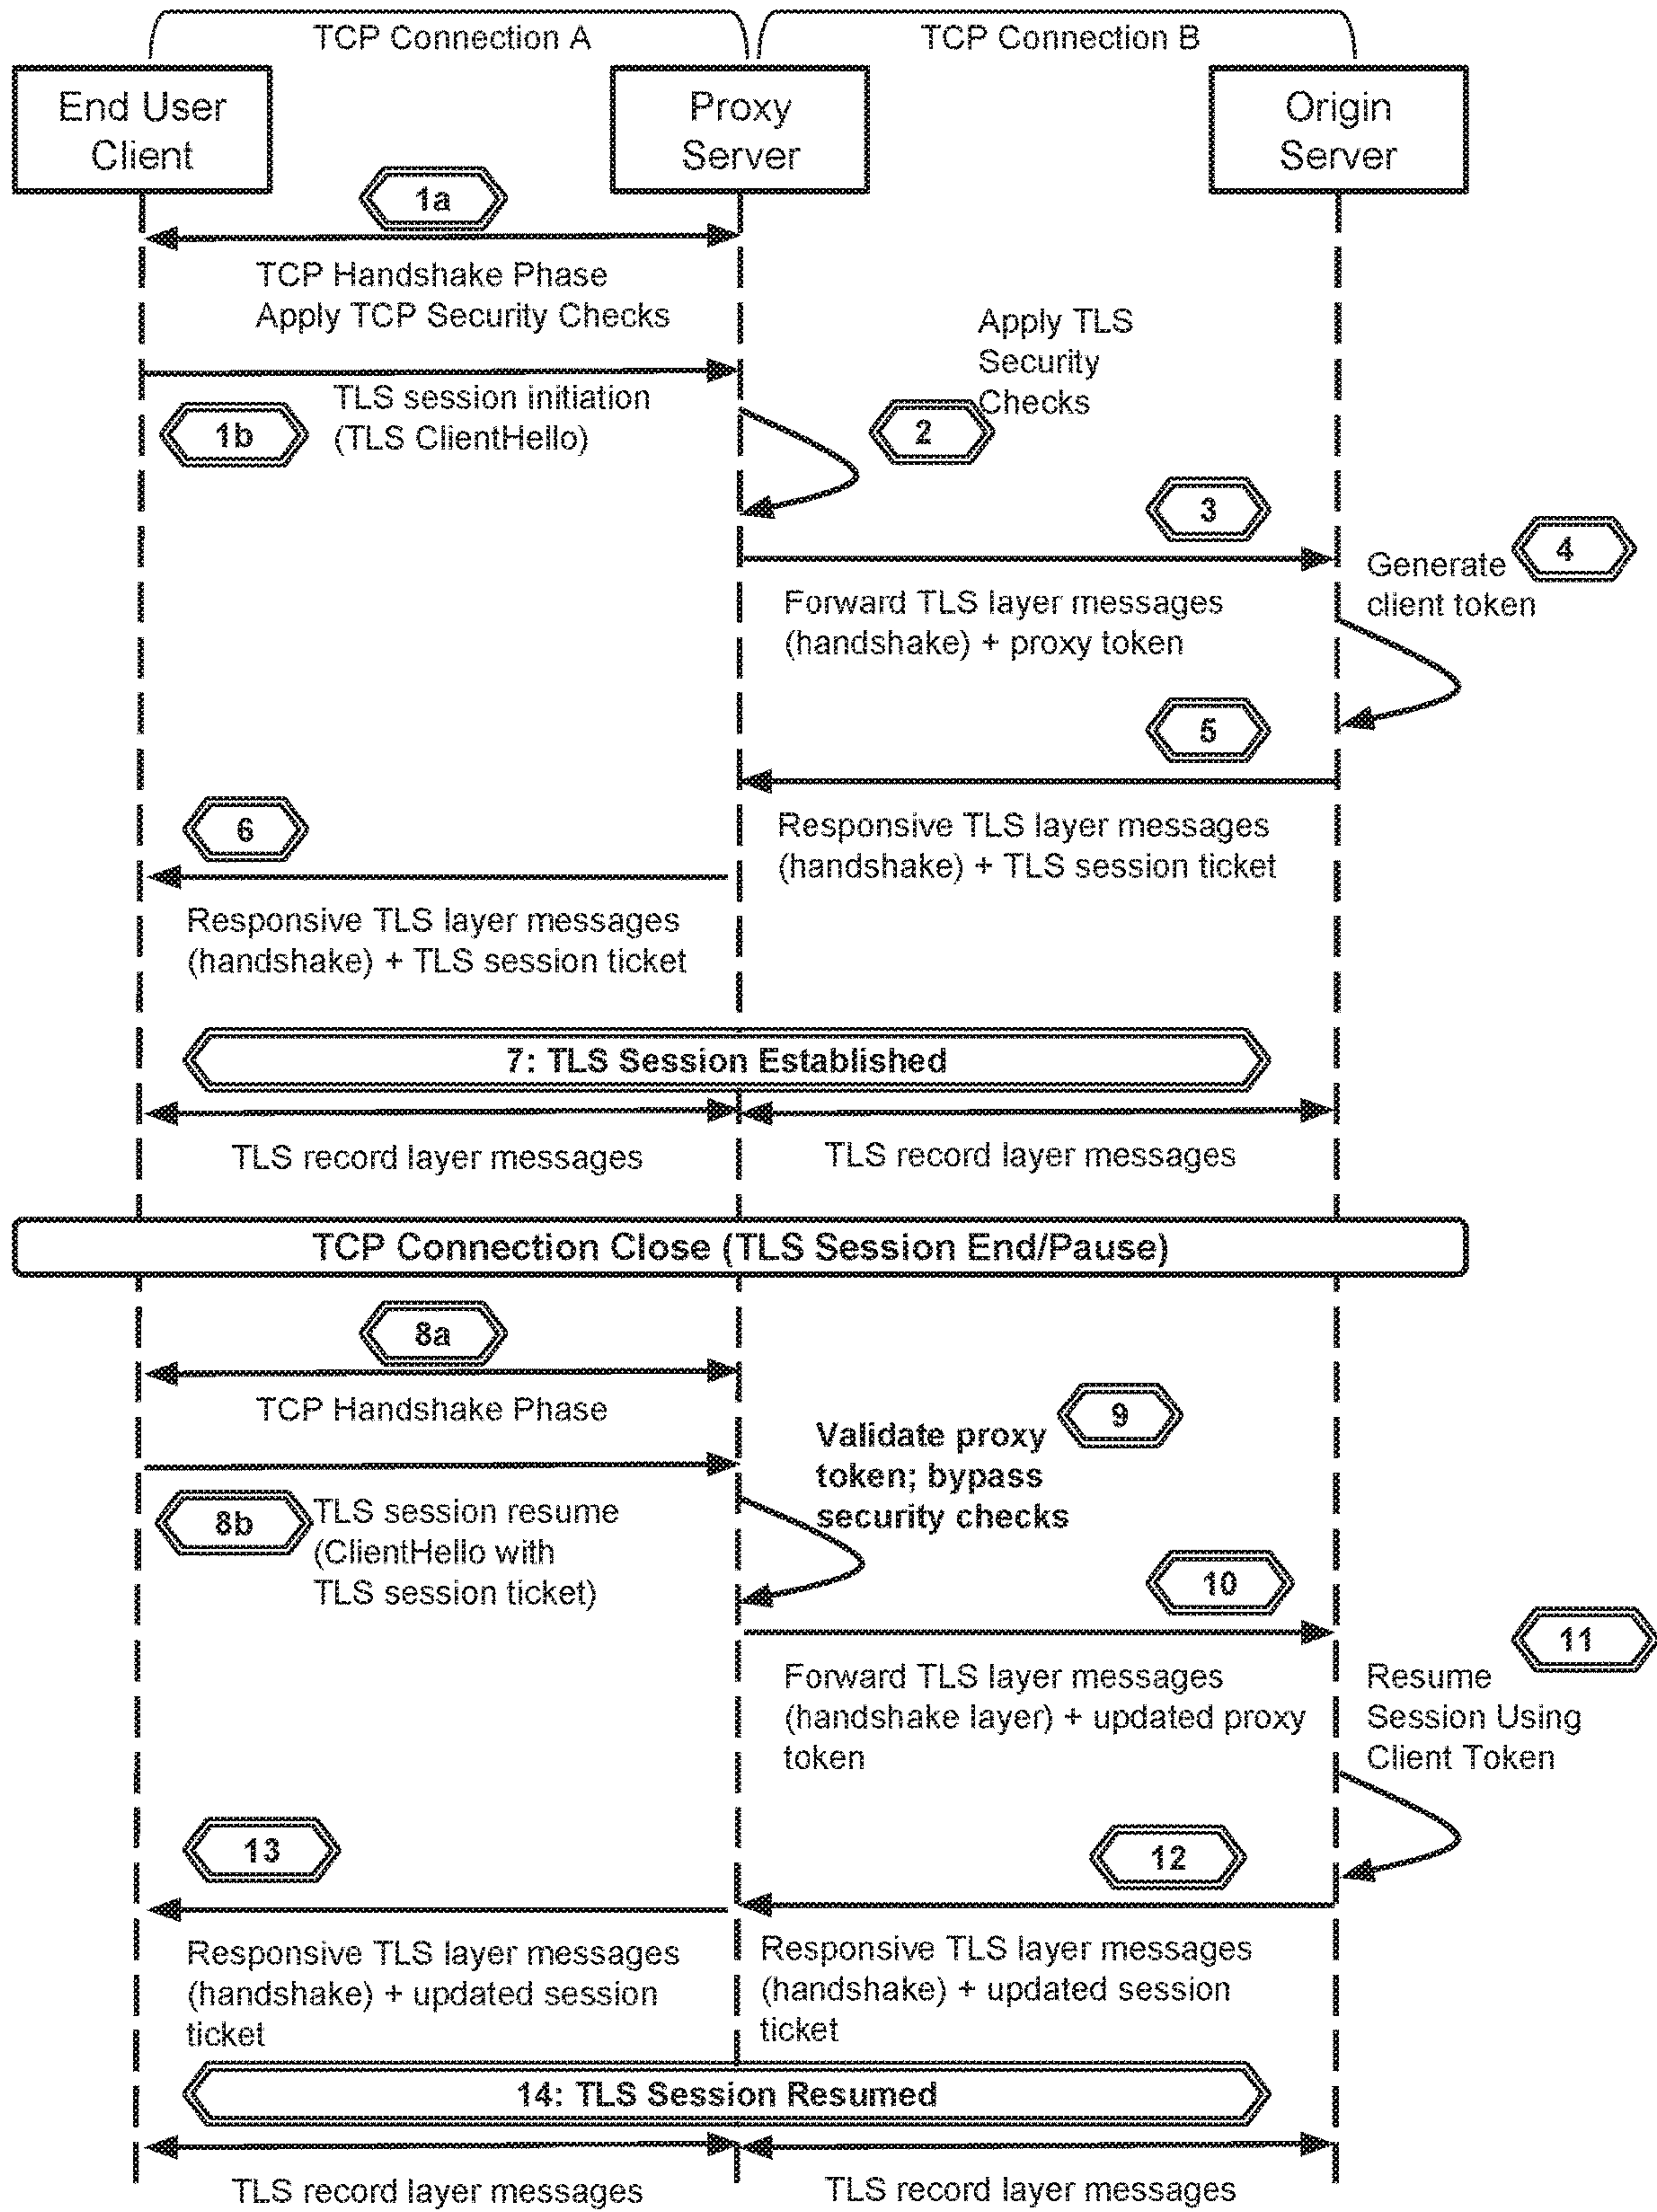 TCP Connection A
TCP Connection B
End User
Client
Proxy
Server
Origin
Server
1a
TCP Handshake Phase
Apply TCP Security Checks
Apply TLS
Security
Checks
TLS session initiation
(TLS ClientHello)
1b
2
3
4
Generate
client token
Forward TLS layer messages
(handshake) + proxy token
5
6
Responsive TLS layer messages
(handshake) + TLS session ticket
Responsive TLS layer messages
(handshake) + TLS session ticket
7: TLS Session Established
TLS record layer messages
TLS record layer messages
TCP Connection Close (TLS Session End/Pause)
8a
TCP Handshake Phase
9
Validate proxy
token; bypass
security checks
8b
TLS session resume
(ClientHello with
TLS session ticket)
10
11
Forward TLS layer messages
(handshake layer) + updated proxy
token
Resume
Session Using
Client Token
13
12
Responsive TLS layer messages
(handshake) + updated session
ticket
Responsive TLS layer messages
(handshake) + updated session
ticket
14: TLS Session Resumed
TLS record layer messages
TLS record layer messages